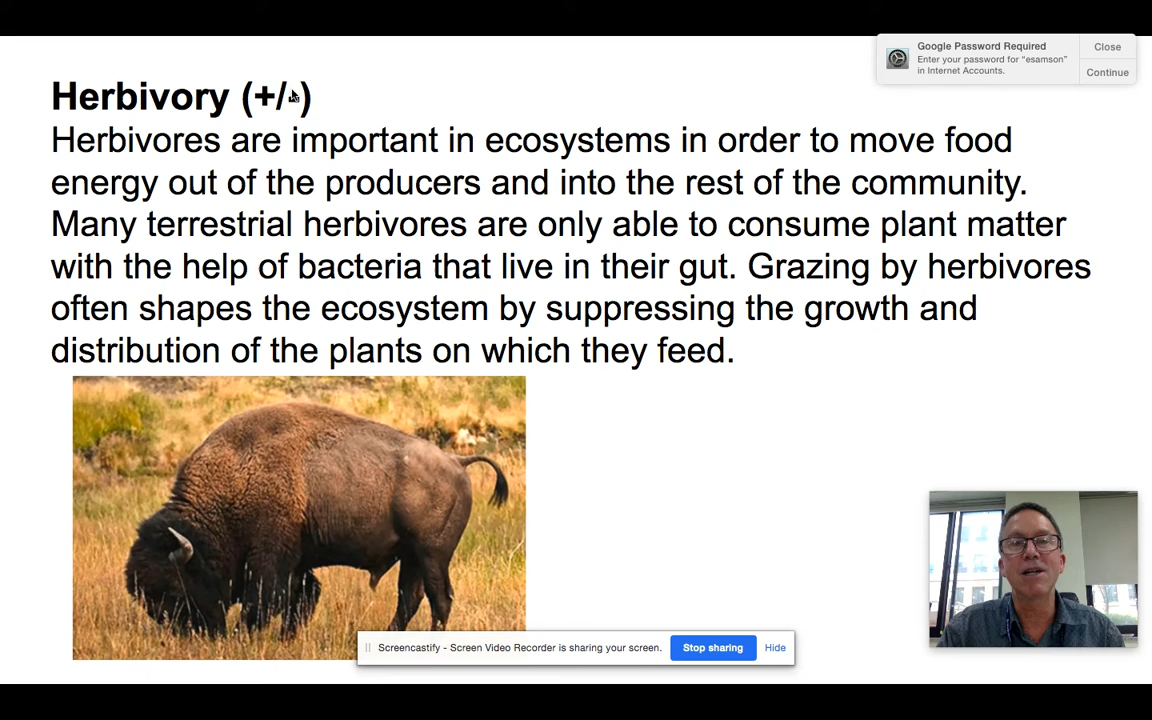 Google Password Required
Enter your password for "esamson"
in Internet Accounts.
Close
Continue
Herbivory (+/-)
Herbivores are important in ecosystems in order to move food
energy out of the producers and into the rest of the community.
Many terrestrial herbivores are only able to consume plant matter
with the help of bacteria that live in their gut. Grazing by herbivores
often shapes the ecosystem by suppressing the growth and
distribution of the plants on which they feed.
Screencastify - Screen Video Recorder is sharing your screen.
Stop sharing
Hide